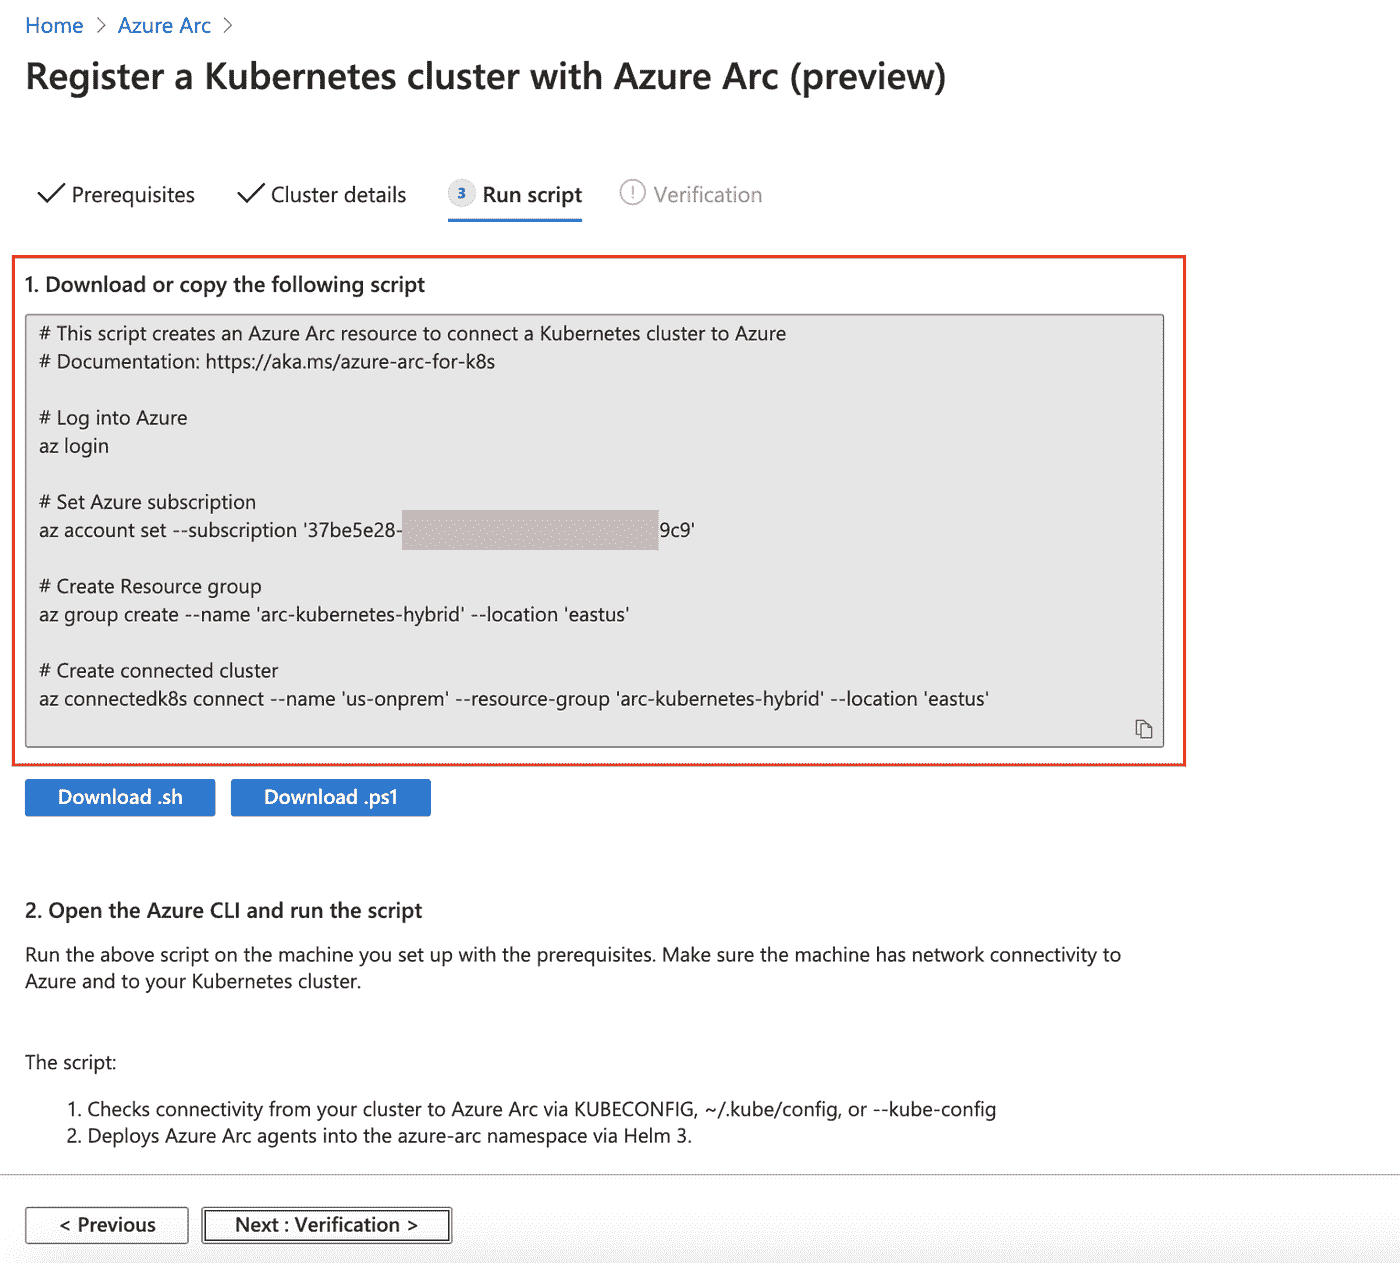 Home > Azure Arc >
Register a Kubernetes cluster with Azure Arc (preview)
Prerequisites Cluster details 3 Run script ! Verification
1. Download or copy the following script
# This script creates an Azure Arc resource to connect a Kubernetes cluster to Azure
# Documentation: https://aka.ms/azure-arc-for-k8s
# Log into Azure
az login
# Set Azure subscription
az account set --subscription '37be5e28- 9c9'
# Create Resource group
az group create --name 'arc-kubernetes-hybrid' --location 'eastus'
# Create connected cluster
az connectedk8s connect --name 'us-onprem' --resource-group 'arc-kubernetes-hybrid' --location 'eastus'
Download .sh Download .ps1
2. Open the Azure CLI and run the script
Run the above script on the machine you set up with the prerequisites. Make sure the machine has network connectivity to
Azure and to your Kubernetes cluster.
The script:
1. Checks connectivity from your cluster to Azure Arc via KUBECONFIG, ~/.kube/config, or --kube-config
2. Deploys Azure Arc agents into the azure-arc namespace via Helm 3.
< Previous Next : Verification >